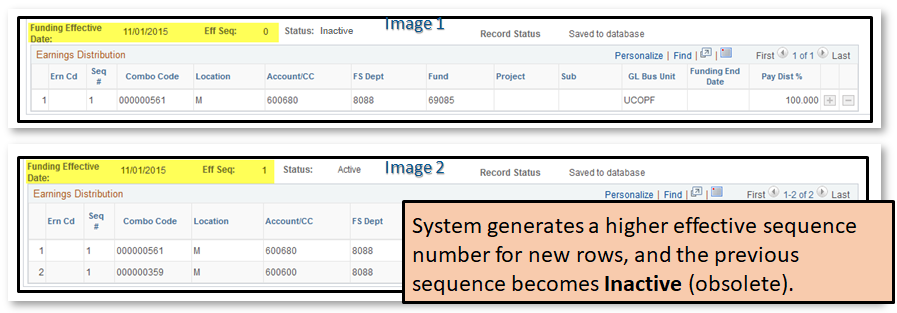 Image 1
Funding Effective Date: 11/01/2015 Eff Seq: 0 Status: Inactive Record Status Saved to database
Earnings Distribution Personalize | Find | First 1 of 1 Last
Ern Cd Seq # Combo Code Location Account/CC FS Dept Fund Project Sub GL Bus Unit Funding End Date Pay Dist %
1 1 000000561 M 600680 8088 69085 UCOPF 100.000
Image 2
Funding Effective Date: 11/01/2015 Eff Seq: 1 Status: Active Record Status Saved to database
Earnings Distribution Personalize | Find | First 1-2 of 2 Last
Ern Cd Seq # Combo Code Location Account/CC FS Dept
1 1 000000561 M 600680 8088
2 1 000000359 M 600600 8088
System generates a higher effective sequence
number for new rows, and the previous
sequence becomes Inactive (obsolete).